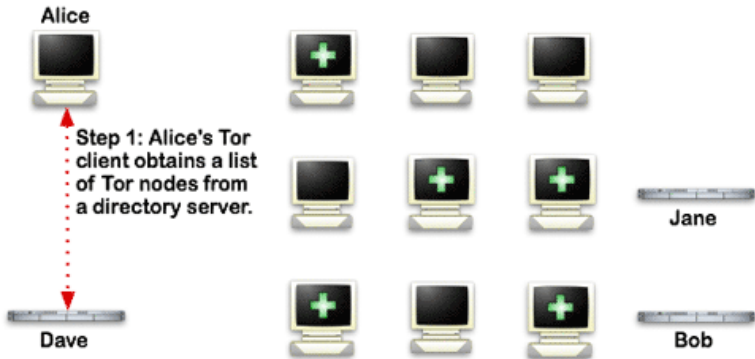 Alice
Step 1: Alice's Tor
client obtains a list
of Tor nodes from
a directory server.
Jane
Dave
Bob